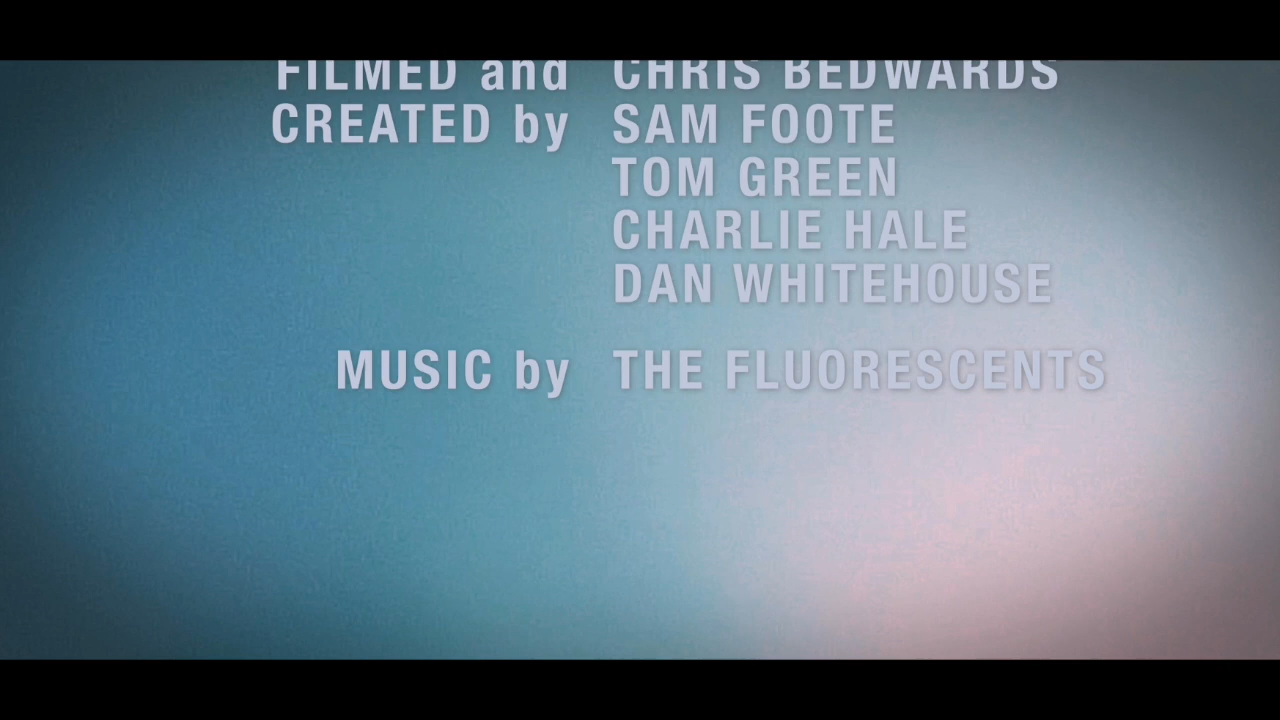 FILMED and CHRIS BEDWARDS
CREATED by SAM FOOTE
TOM GREEN
CHARLIE HALE
DAN WHITEHOUSE
MUSIC by THE FLUORESCENTS